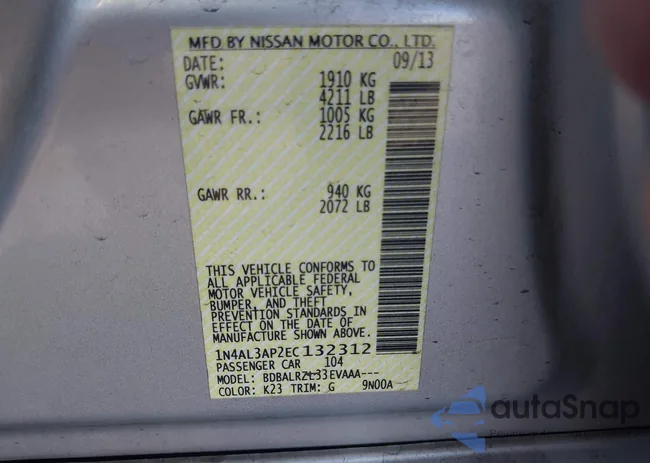 MFD BY NISSAN MOTOR CO., LTD.
DATE: 09/13
GVWR: 1910 KG
4211 LB
GAWR FR.: 1005 KG
2216 LB
GAWR RR.: 940 KG
2072 LB
THIS VEHICLE CONFORMS TO
ALL APPLICABLE FEDERAL
MOTOR VEHICLE SAFETY,
BUMPER, AND THEFT
PREVENTION STANDARDS IN
EFFECT ON THE DATE OF
MANUFACTURE SHOWN ABOVE.
1N4AL3AP2EC132312
PASSENGER CAR 104
MODEL: BDBALRZL33EVAAA---
COLOR: K23 TRIM: G 9N00A
autoSnap